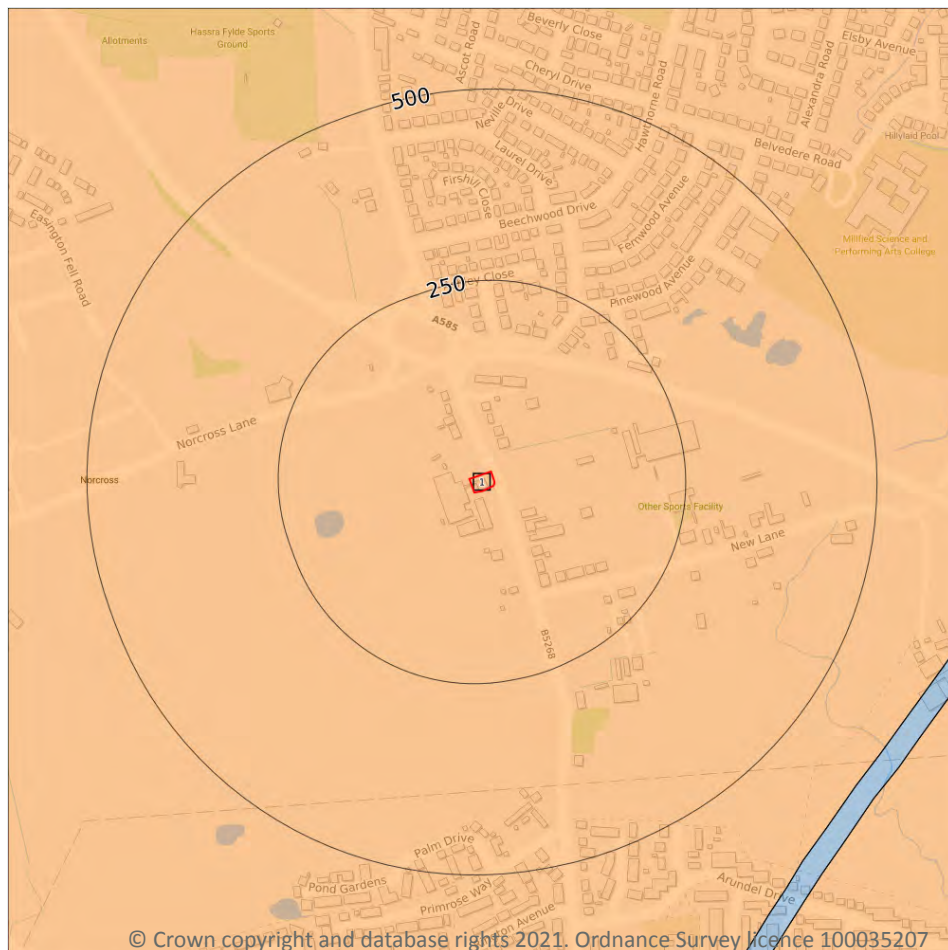 Beverly Close
Hassra Fylde Sports
Ground
Allotments
Ascot Road
Elsby Avenue
Alexandra Road
Cheryl Drive
Hawthorne Road
500
Neville Drive
Hillylaid Pool
Belvedere Road
Laurel Drive
Firshill Close
Beechwood Drive
Fernwood Avenue
Easington Fell Road
Millfield Science and
Performing Arts College
Pinewood Avenue
250
Close
A585
Norcross Lane
Norcross
1
Other Sports Facility
New Lane
B5268
Palm Drive
Pond Gardens
Primrose Way
Avenue
Arundel Drive
© Crown copyright and database rights 2021. Ordnance Survey licence 100035207